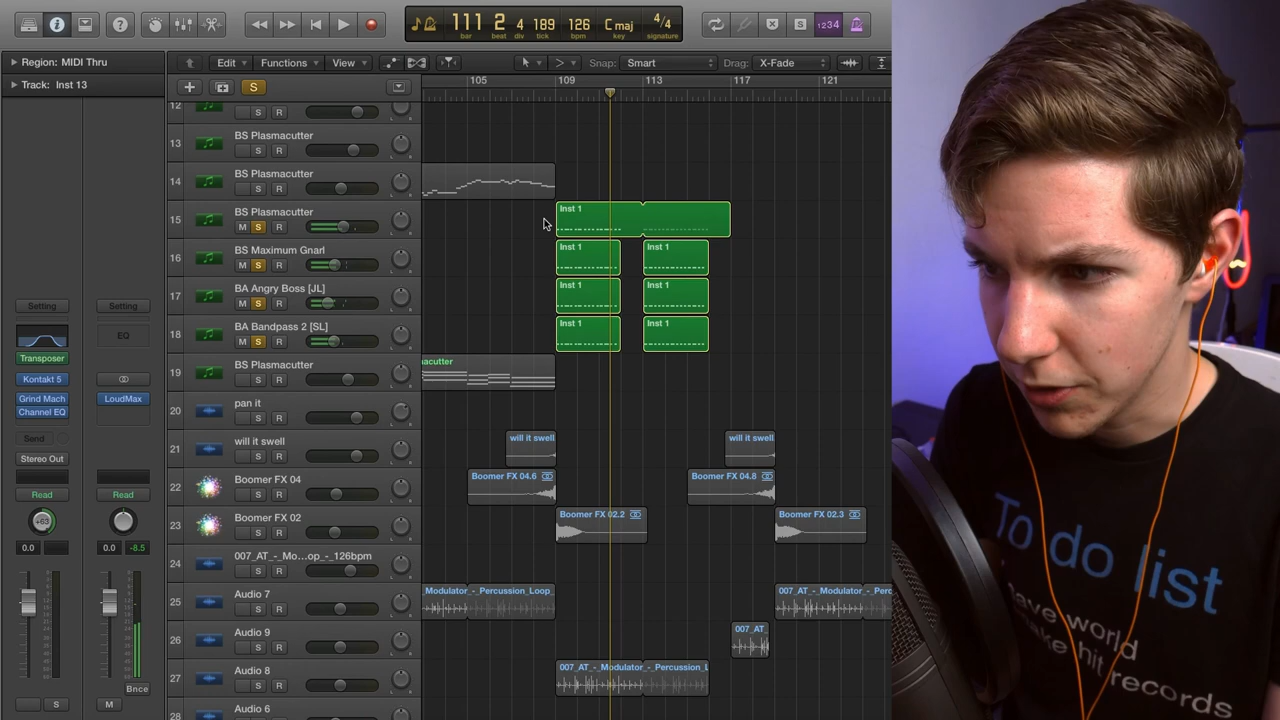 111 2 4 189 126 C maj 4/4
bar beat div tick bpm key signature
S 1234
Region: MIDI Thru
Track: Inst 13
Edit Functions View Snap: Smart Drag: X-Fade
S
105 109 113 117 121
12 S R
13 BS Plasmacutter
S R
14 BS Plasmacutter
S R
15 BS Plasmacutter
M S R
Inst 1
16 BS Maximum Gnarl
M S R
Inst 1 Inst 1
17 BA Angry Boss [JL]
M S R
Inst 1 Inst 1
18 BA Bandpass 2 [SL]
M S R
Inst 1 Inst 1
19 BS Plasmacutter
S R
acutter
20 pan it
S R
21 will it swell
S R
will it swell will it swell
22 Boomer FX 04
S R
Boomer FX 04.6 Boomer FX 04.8
23 Boomer FX 02
S R
Boomer FX 02.2 Boomer FX 02.3
24 007_AT_-_Mo...op_-_126bpm
S R
25 Audio 7
S R
Modulator_-_Percussion_Loop_ 007_AT_-_Modulator_-_Perc
26 Audio 9
S R
007_AT_
27 Audio 8
S R
007_AT_-_Modulator_-_Percussion_L
28 Audio 6
Setting Setting
EQ
Transposer
Kontakt 5
Grind Mach LoudMax
Channel EQ
Send
Stereo Out
Read Read
+63
0.0 0.0 -8.5
Bnce
S M
To do list
save world
make hit records